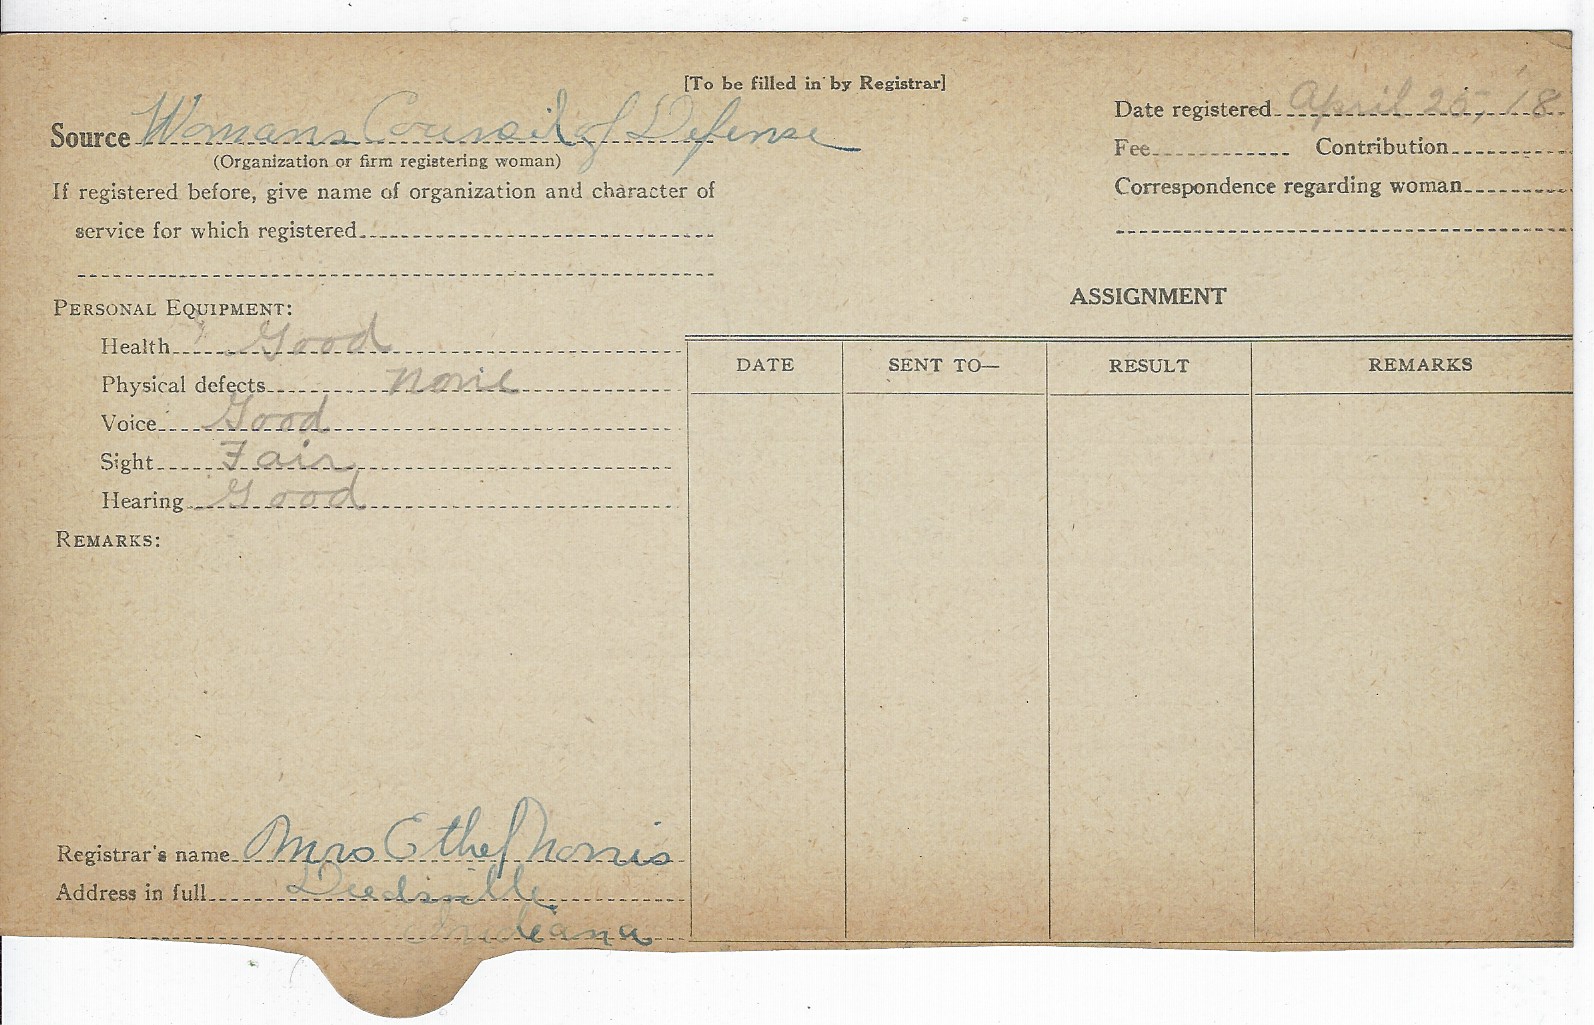 [To be filled in by Registrar]
Source Womans Council of Defense
(Organization or firm registering woman)
If registered before, give name of organization and character of
service for which registered
Date registered April 25, '18
Fee Contribution
Correspondence regarding woman
PERSONAL EQUIPMENT:
Health Good
Physical defects None
Voice Good
Sight Fair
Hearing Good
REMARKS:
ASSIGNMENT
DATE SENT TO— RESULT REMARKS
Registrar's name Mrs Ethel Norris
Address in full Deedsville
Indiana